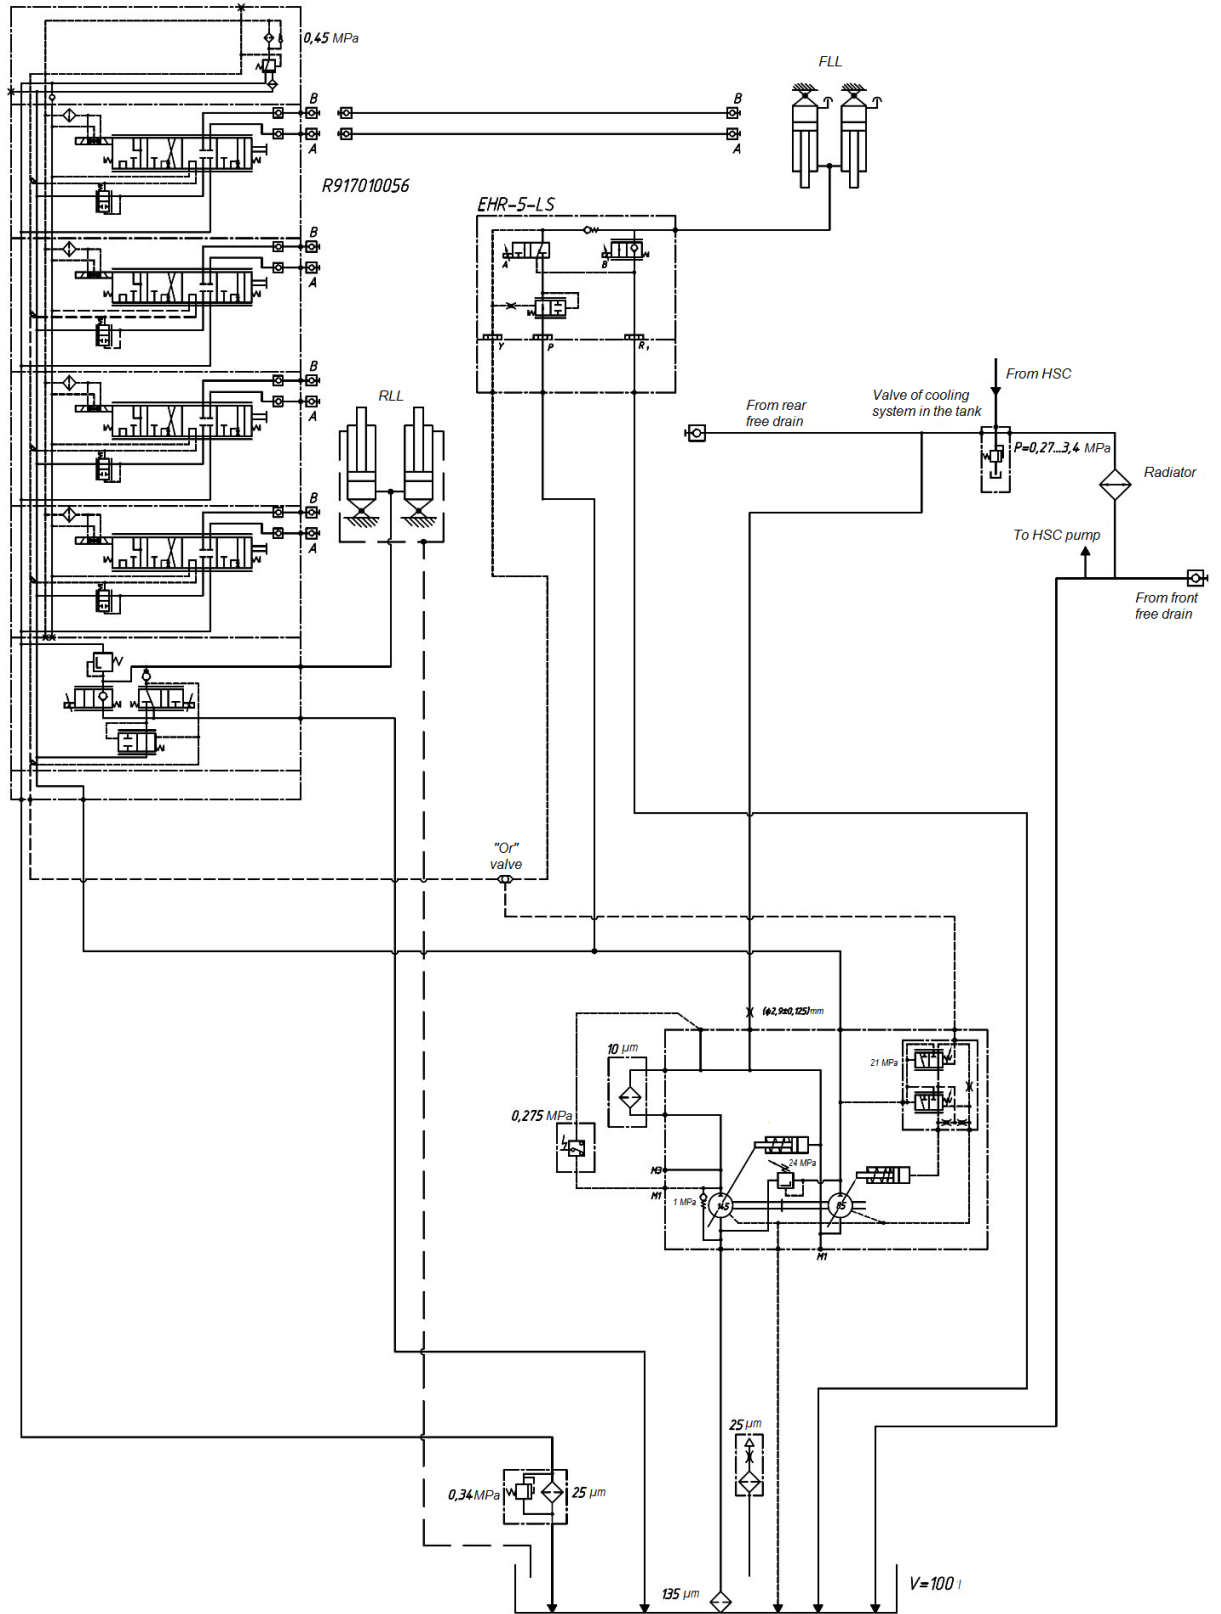 0,45 MPa
FLL
B
A
B
A
R917010056
EHR-5-LS
B
A
A
B
Y
P
R1
B
A
RLL
From HSC
Valve of cooling
system in the tank
From rear
free drain
P=0,27...3,4 MPa
Radiator
B
A
To HSC pump
From front
free drain
"Or"
valve
(φ2,9±0,125)mm
10 μm
21 MPa
0,275 MPa
24 MPa
M3
M1
1 MPa
145
85
M1
25 μm
0,34 MPa
25 μm
135 μm
V=100 l